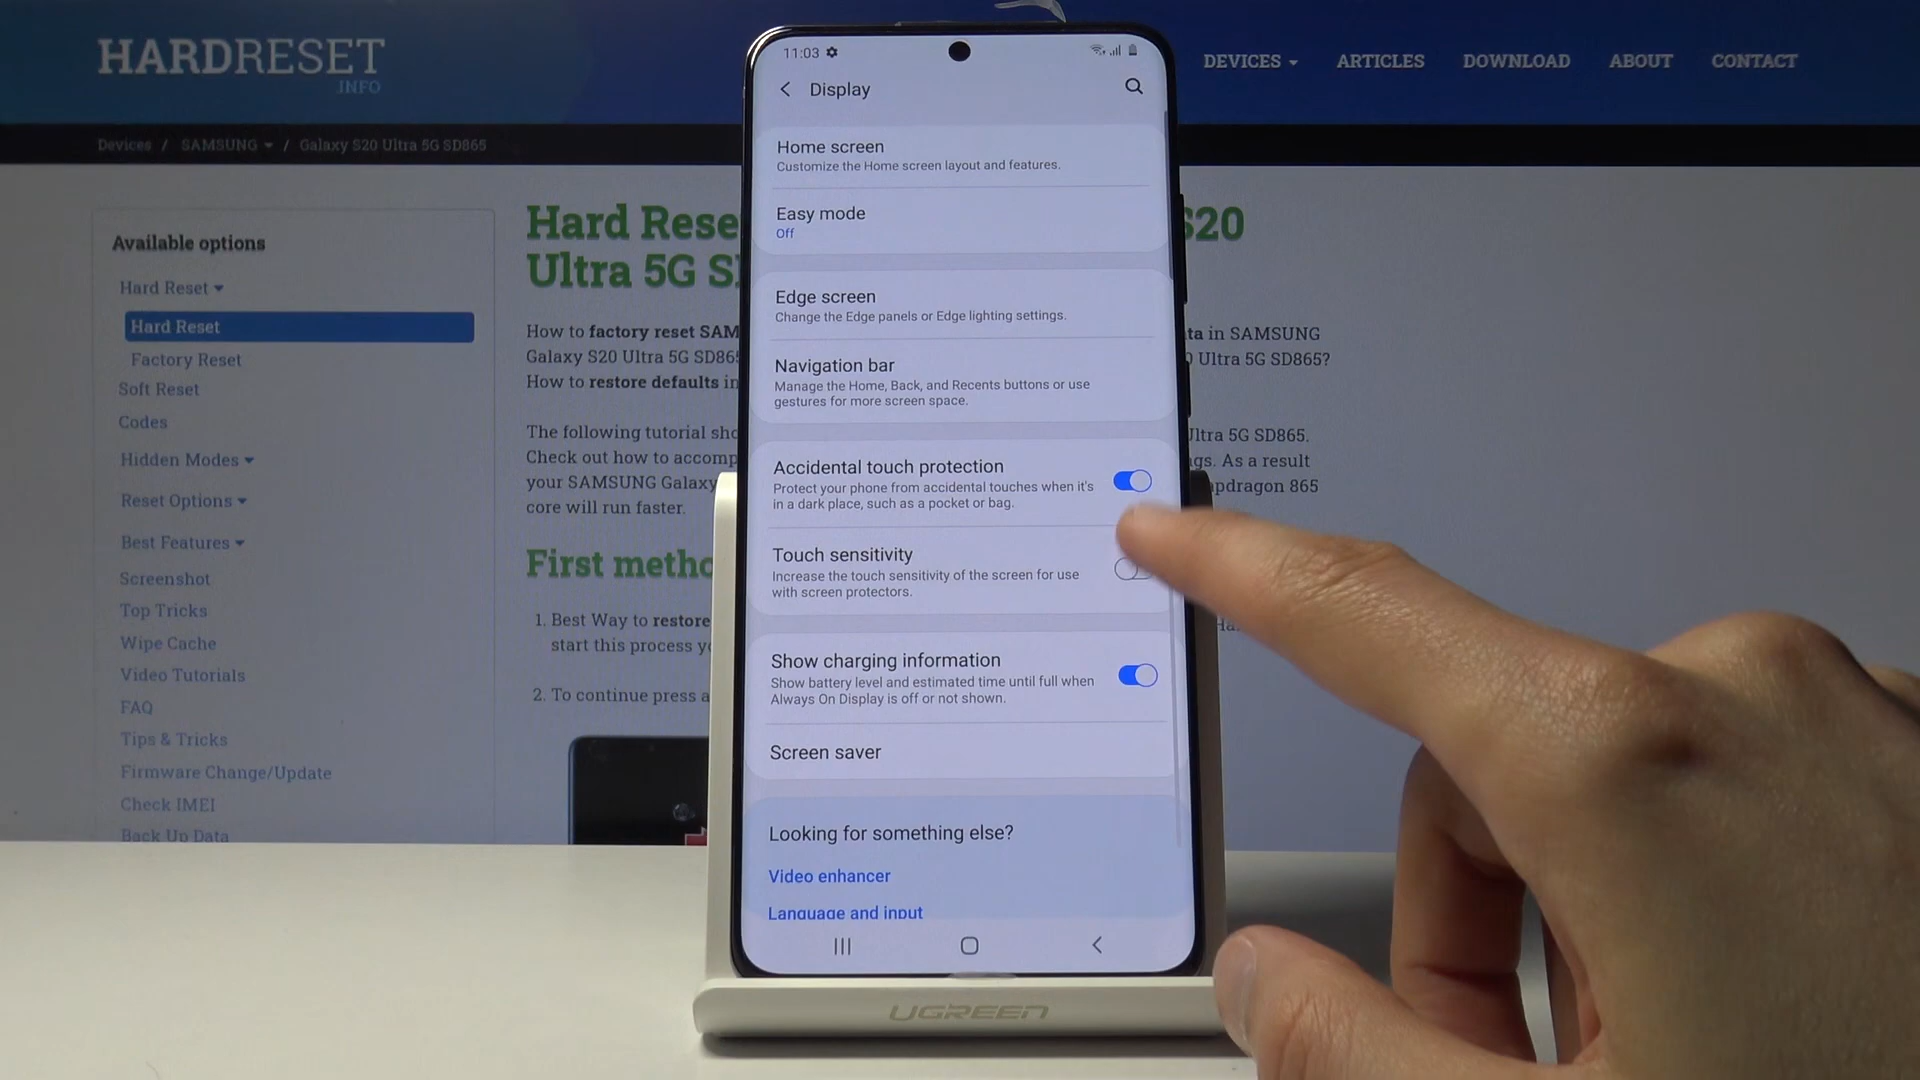 HARDRESET
INFO
DEVICES
ARTICLES
DOWNLOAD
ABOUT
CONTACT
Devices / SAMSUNG / Galaxy S20 Ultra 5G SD865
Available options
Hard Reset
Hard Reset
Factory Reset
Soft Reset
Codes
Hidden Modes
Reset Options
Best Features
Screenshot
Top Tricks
Wipe Cache
Video Tutorials
FAQ
Tips & Tricks
Firmware Change/Update
Check IMEI
Back Up Data
Hard Rese
S20
Ultra 5G S
How to factory reset SAM
Galaxy S20 Ultra 5G SD865
How to restore defaults in
ta in SAMSUNG
Ultra 5G SD865?
The following tutorial sho
Check out how to accomp
your SAMSUNG Galaxy
core will run faster.
Ultra 5G SD865.
gs. As a result
apdragon 865
First metho
1. Best Way to restore
start this process y
2. To continue press a
11:03
Display
Home screen
Customize the Home screen layout and features.
Easy mode
Off
Edge screen
Change the Edge panels or Edge lighting settings.
Navigation bar
Manage the Home, Back, and Recents buttons or use
gestures for more screen space.
Accidental touch protection
Protect your phone from accidental touches when it's
in a dark place, such as a pocket or bag.
Touch sensitivity
Increase the touch sensitivity of the screen for use
with screen protectors.
Show charging information
Show battery level and estimated time until full when
Always On Display is off or not shown.
Screen saver
Looking for something else?
Video enhancer
Language and input
UGREEN